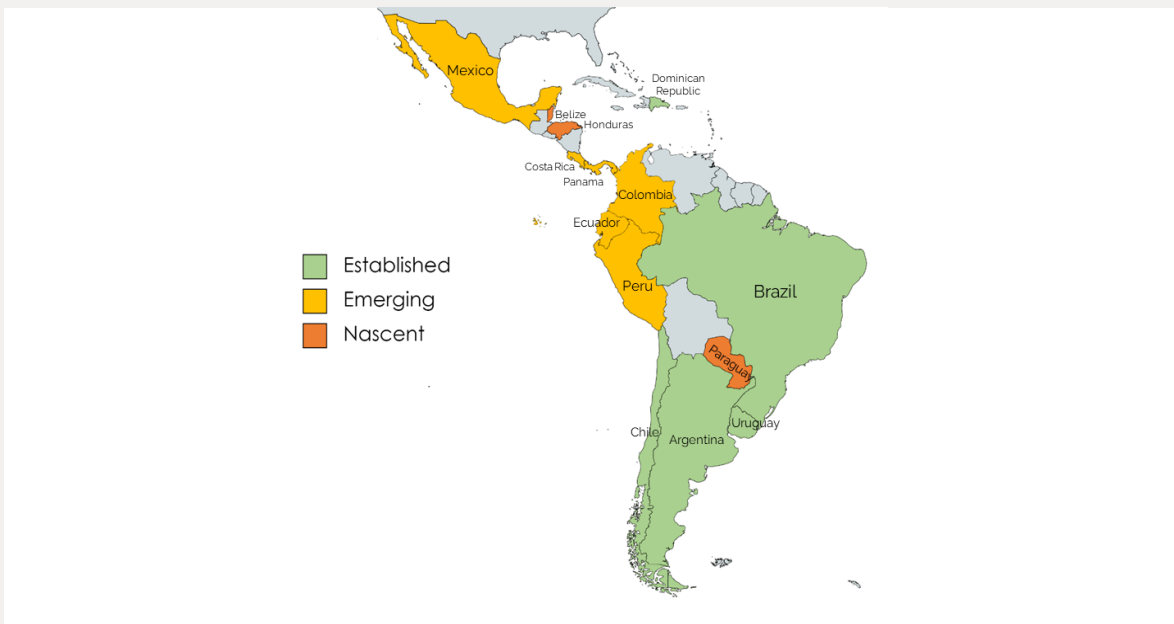 Mexico
Dominican
Republic
Belize
Honduras
Costa Rica
Panama
Colombia
Ecuador
Established
Emerging
Nascent
Peru
Brazil
Paraguay
Chile
Argentina
Uruguay